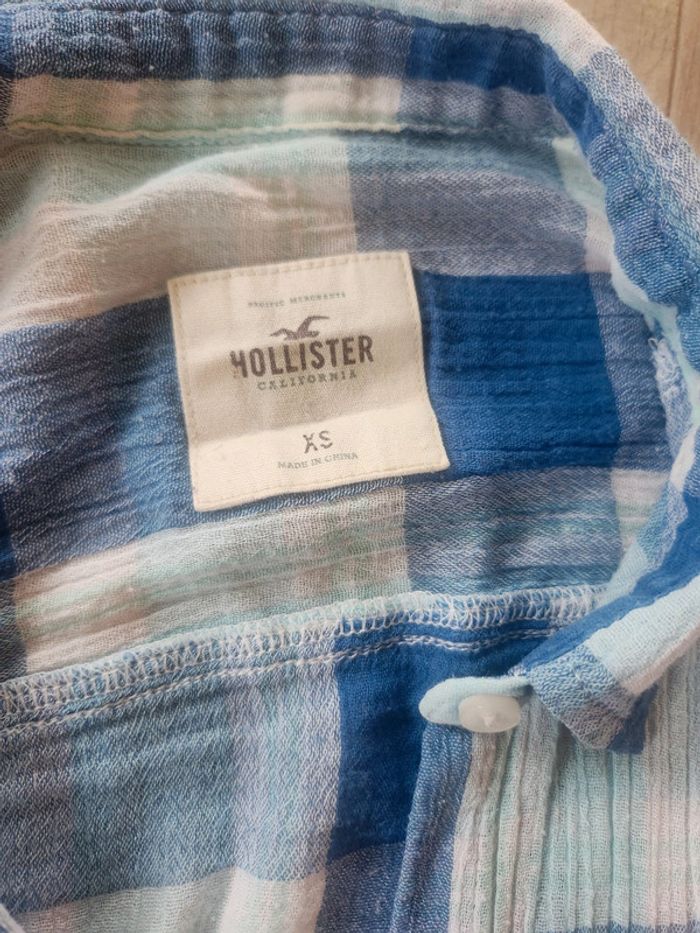 PACIFIC MERCHANTS
HOLLISTER
CALIFORNIA
XS
MADE IN CHINA